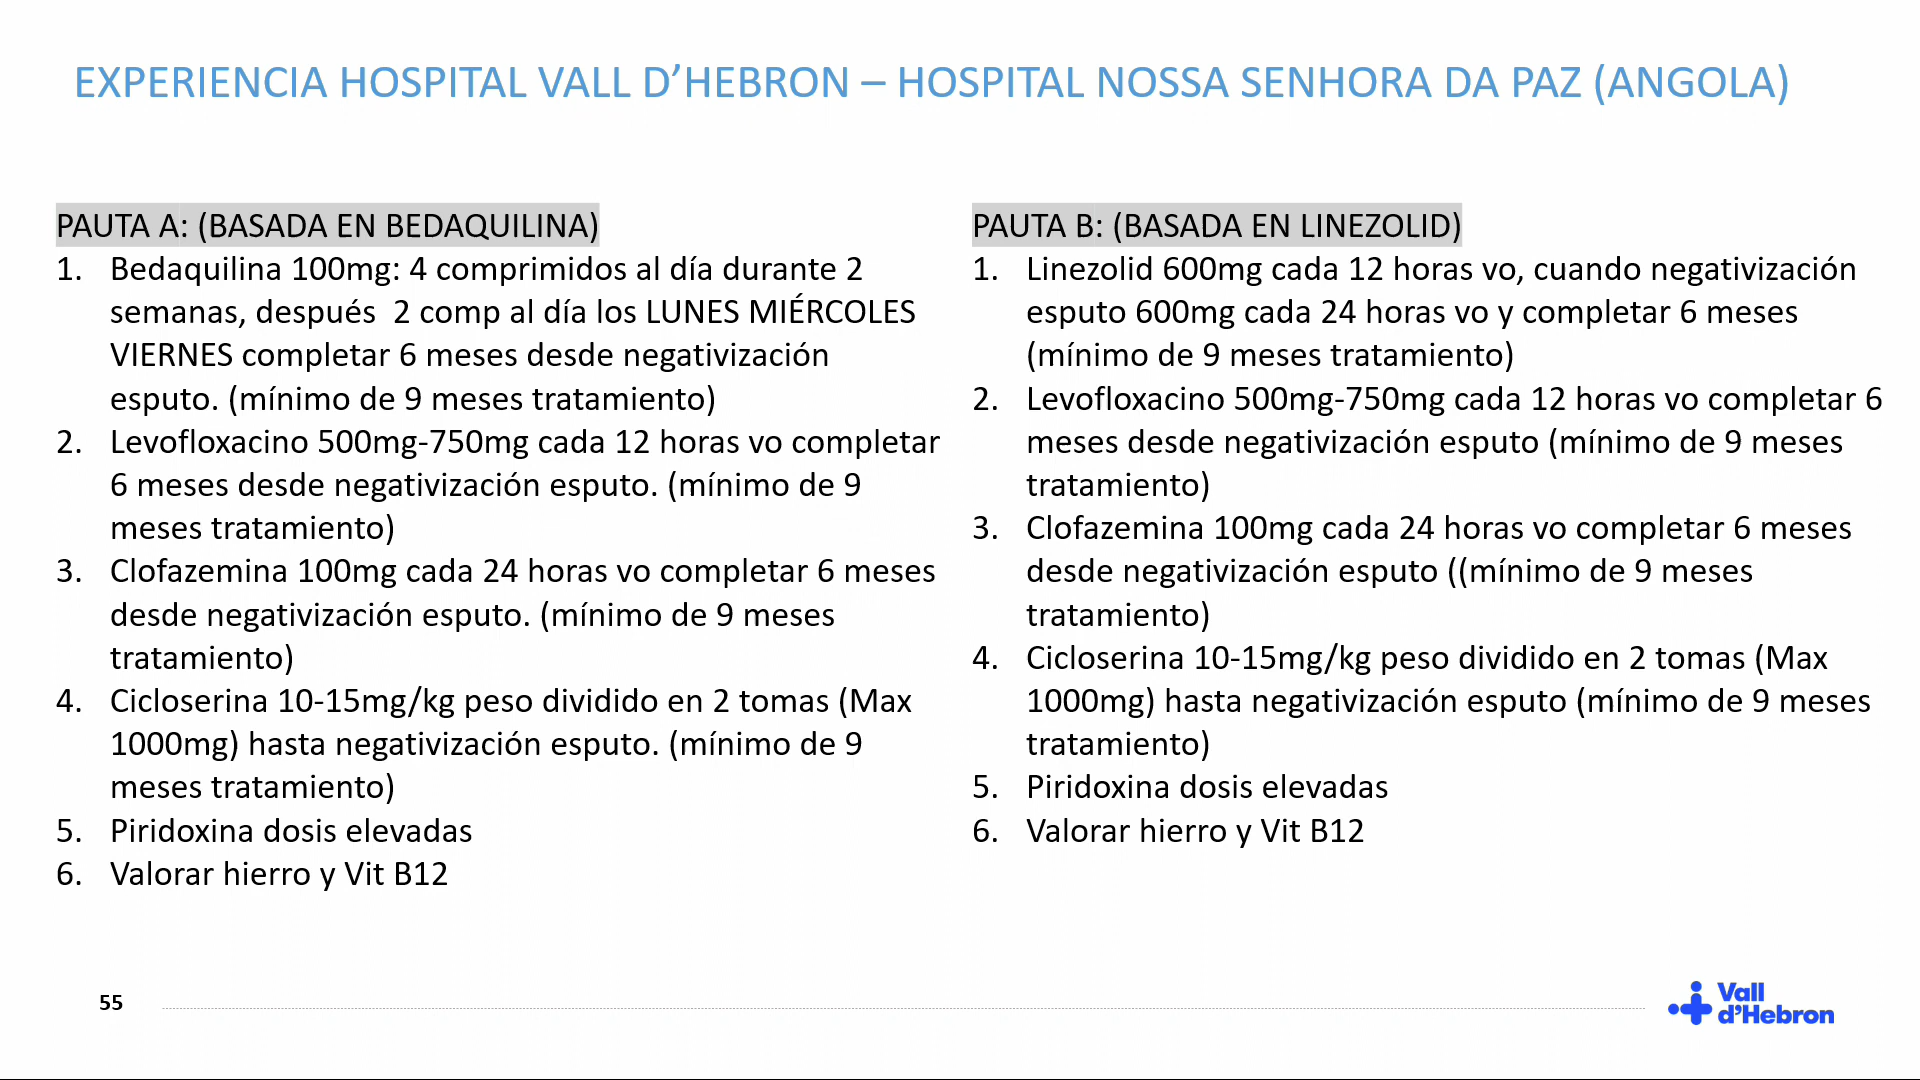 EXPERIENCIA HOSPITAL VALL D’HEBRON – HOSPITAL NOSSA SENHORA DA PAZ (ANGOLA)
PAUTA A: (BASADA EN BEDAQUILINA)
1. Bedaquilina 100mg: 4 comprimidos al día durante 2
semanas, después  2 comp al día los LUNES MIÉRCOLES
VIERNES completar 6 meses desde negativización
esputo. (mínimo de 9 meses tratamiento)
2. Levofloxacino 500mg-750mg cada 12 horas vo completar
6 meses desde negativización esputo. (mínimo de 9
meses tratamiento)
3. Clofazemina 100mg cada 24 horas vo completar 6 meses
desde negativización esputo. (mínimo de 9 meses
tratamiento)
4. Cicloserina 10-15mg/kg peso dividido en 2 tomas (Max
1000mg) hasta negativización esputo. (mínimo de 9
meses tratamiento)
5. Piridoxina dosis elevadas
6. Valorar hierro y Vit B12
PAUTA B: (BASADA EN LINEZOLID)
1. Linezolid 600mg cada 12 horas vo, cuando negativización
esputo 600mg cada 24 horas vo y completar 6 meses
(mínimo de 9 meses tratamiento)
2. Levofloxacino 500mg-750mg cada 12 horas vo completar 6
meses desde negativización esputo (mínimo de 9 meses
tratamiento)
3. Clofazemina 100mg cada 24 horas vo completar 6 meses
desde negativización esputo ((mínimo de 9 meses
tratamiento)
4. Cicloserina 10-15mg/kg peso dividido en 2 tomas (Max
1000mg) hasta negativización esputo (mínimo de 9 meses
tratamiento)
5. Piridoxina dosis elevadas
6. Valorar hierro y Vit B12
55
Vall
d’Hebron